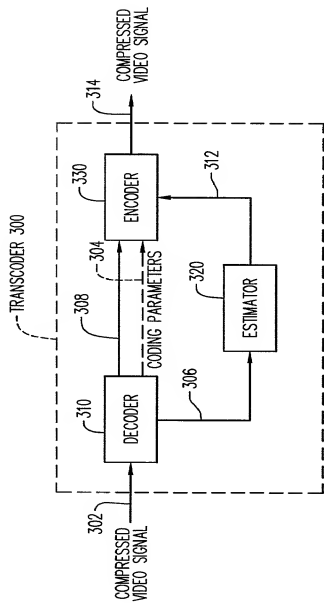 TRANSCODER 300
COMPRESSED
VIDEO SIGNAL
302
310
DECODER
308
304
CODING PARAMETERS
306
320
ESTIMATOR
312
330
ENCODER
314
COMPRESSED
VIDEO SIGNAL